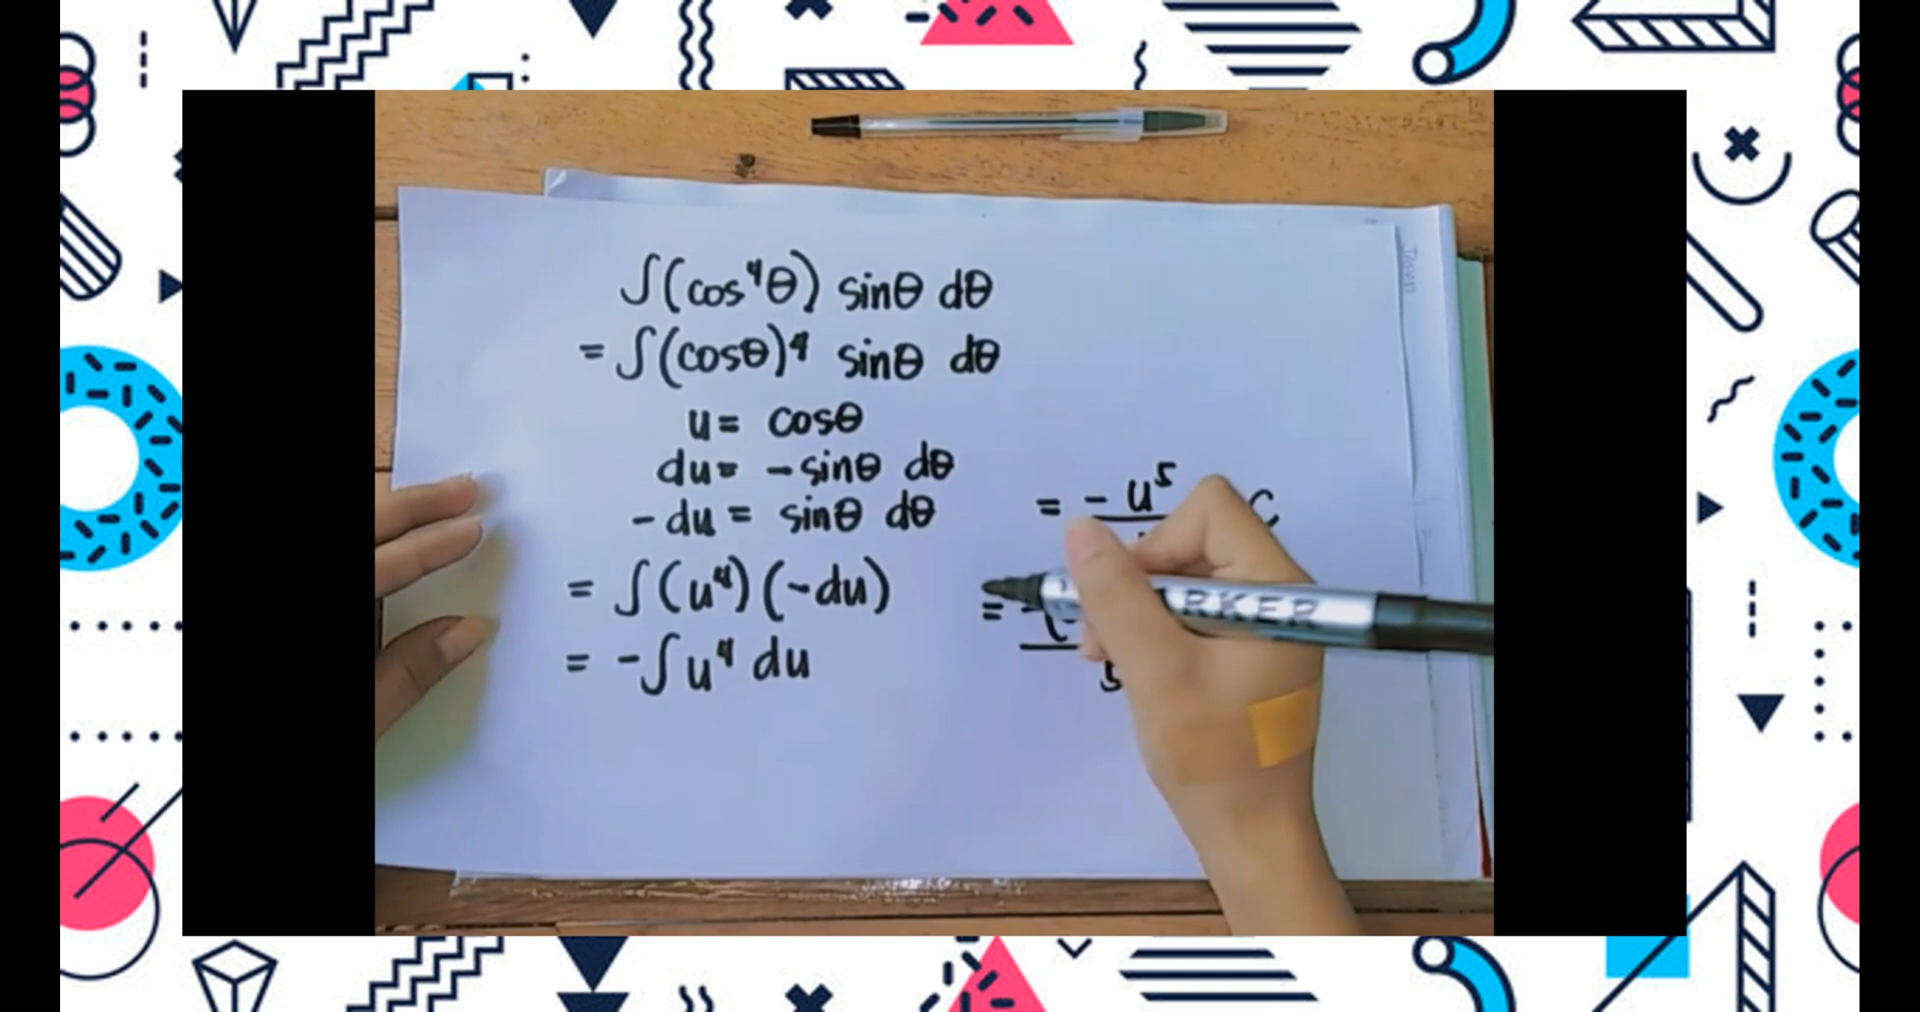 ∫(cos⁴θ) sinθ dθ
= ∫(cosθ)⁴ sinθ dθ
u = cosθ
du = -sinθ dθ
-du = sinθ dθ
= ∫(u⁴)(-du)
= -∫u⁴ du
= -u⁵ C
= -(
5
RKER